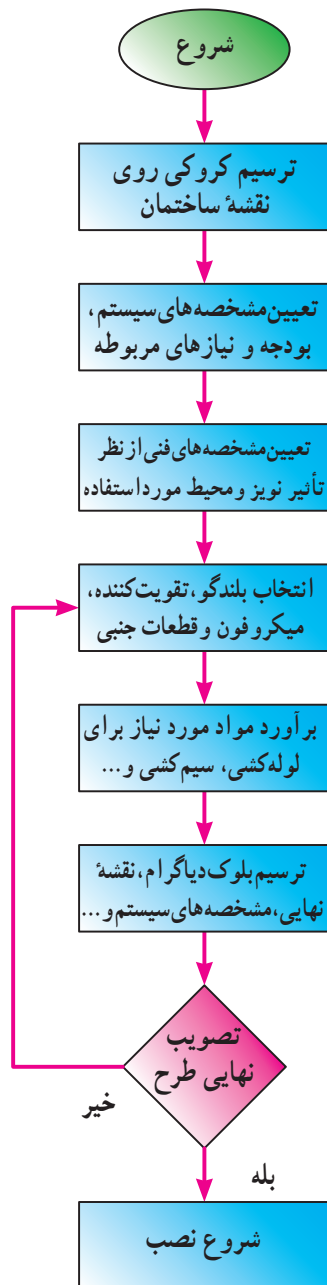 شروع
ترسیم کروکی روی
نقشهٔ ساختمان
تعیین مشخصه‌های سیستم،
بودجه و نیازهای مربوطه
تعیین مشخصه‌های فنی از نظر
تأثیر نویز و محیط مورد استفاده
انتخاب بلندگو، تقویت‌کننده،
میکروفون و قطعات جنبی
برآورد مواد مورد نیاز برای
لوله‌کشی، سیم‌کشی و...
ترسیم بلوک دیاگرام، نقشهٔ
نهایی، مشخصه‌های سیستم و...
تصویب
نهایی طرح
خیر
بله
شروع نصب